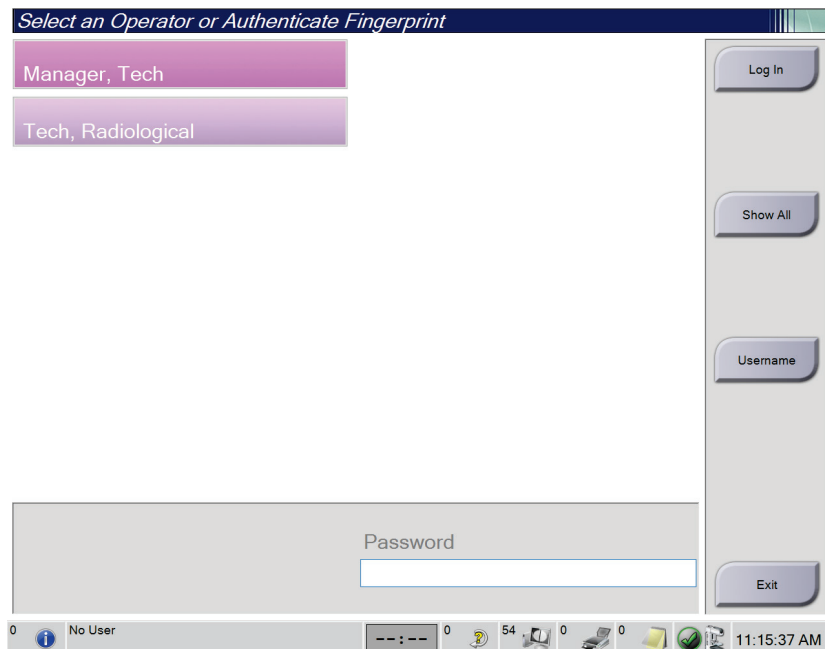 Select an Operator or Authenticate Fingerprint
Manager, Tech
Log In
Tech, Radiological
Show All
Username
Password
Exit
0 No User --:-- 0 54 0 0 11:15:37 AM